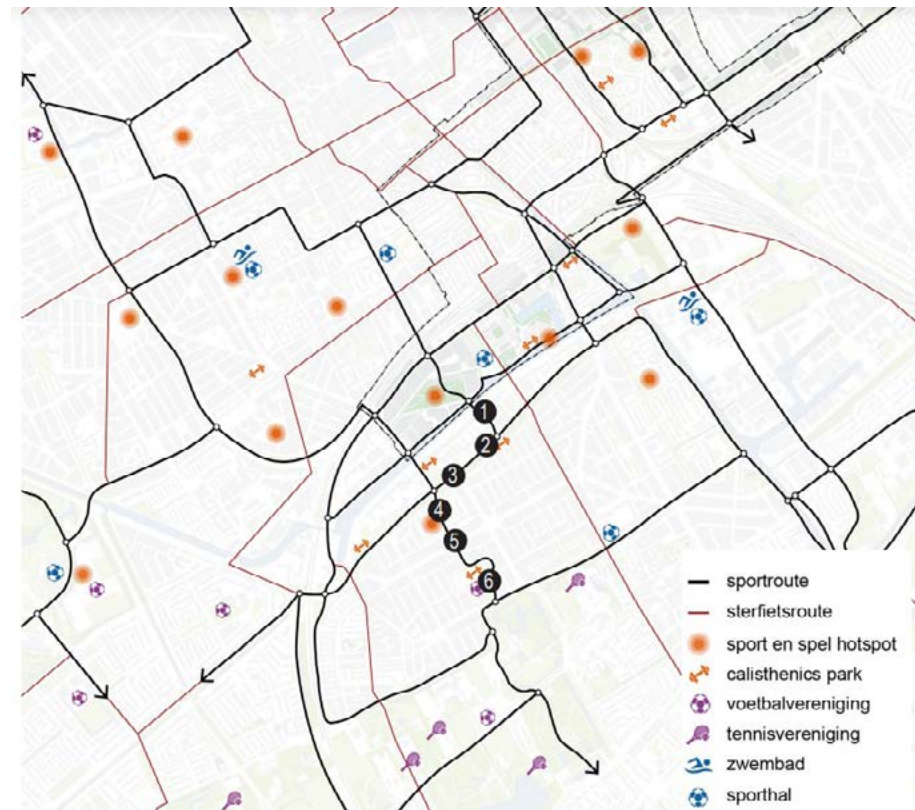 1
2
3
4
5
6
sportroute
sterfietsroute
sport en spel hotspot
calisthenics park
voetbalvereniging
tennisvereniging
zwembad
sporthal